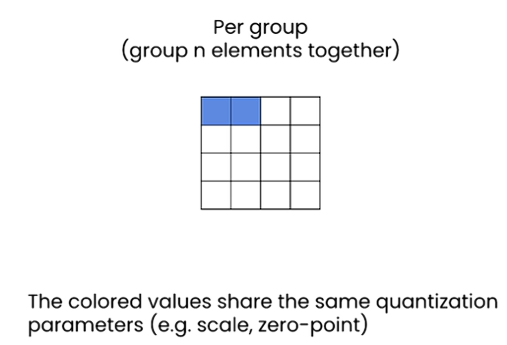 Per group
(group n elements together)
The colored values share the same quantization
parameters (e.g. scale, zero-point)